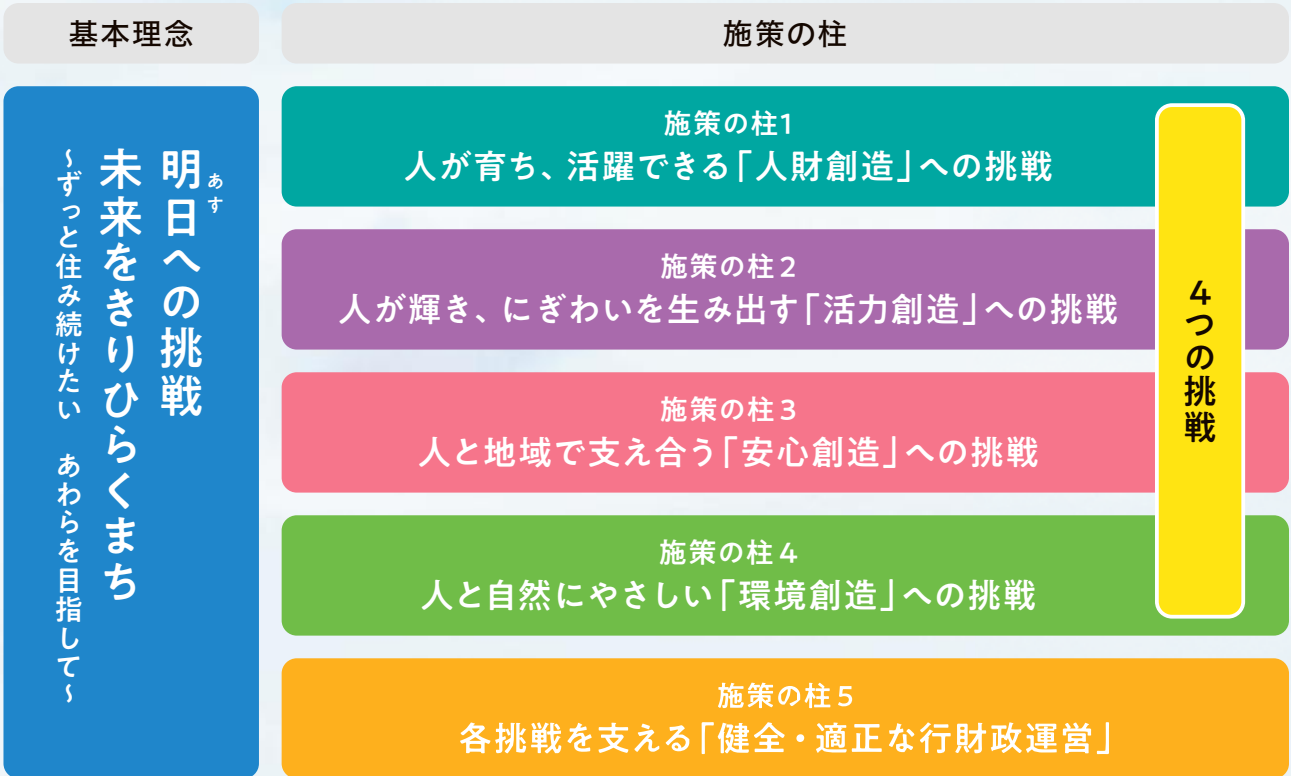 基本理念
施策の柱
明日への挑戦
あす
未来をきりひらくまち
～ずっと住み続けたい　あわらを目指して～
施策の柱1
人が育ち、活躍できる「人財創造」への挑戦
施策の柱2
人が輝き、にぎわいを生み出す「活力創造」への挑戦
施策の柱3
人と地域で支え合う「安心創造」への挑戦
施策の柱4
人と自然にやさしい「環境創造」への挑戦
施策の柱5
各挑戦を支える「健全・適正な行財政運営」
4つの挑戦